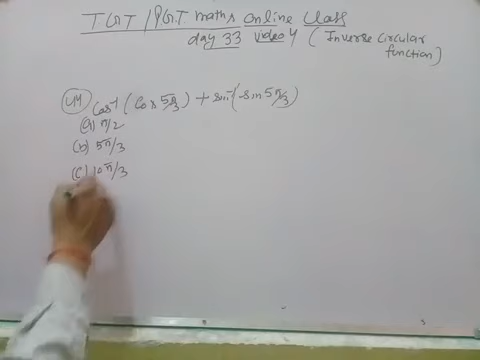 TGT/PGT. maths online class
day 33 video 4 (Inverse circular
function)
44 cos⁻¹(cos 5π/3) + sin⁻¹(sin 5π/3)
(a) π/2
(b) 5π/3
(c) 10π/3